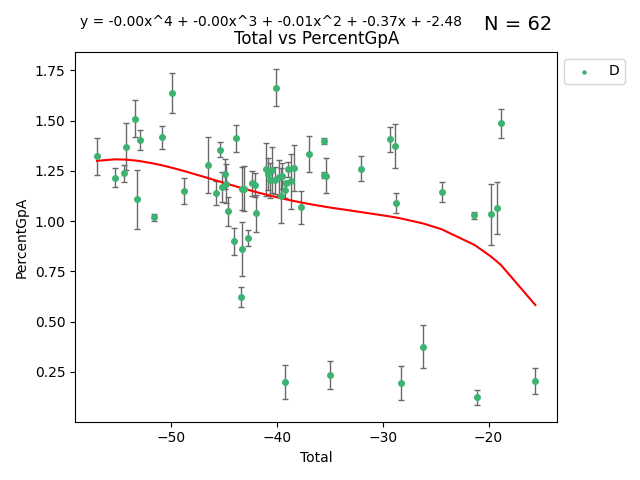 y = -0.00x^4 + -0.00x^3 + -0.01x^2 + -0.37x + -2.48 N = 62
Total vs PercentGpA
D
1.75
1.50
1.25
1.00
0.75
0.50
0.25
PercentGpA
−50 −40 −30 −20
Total